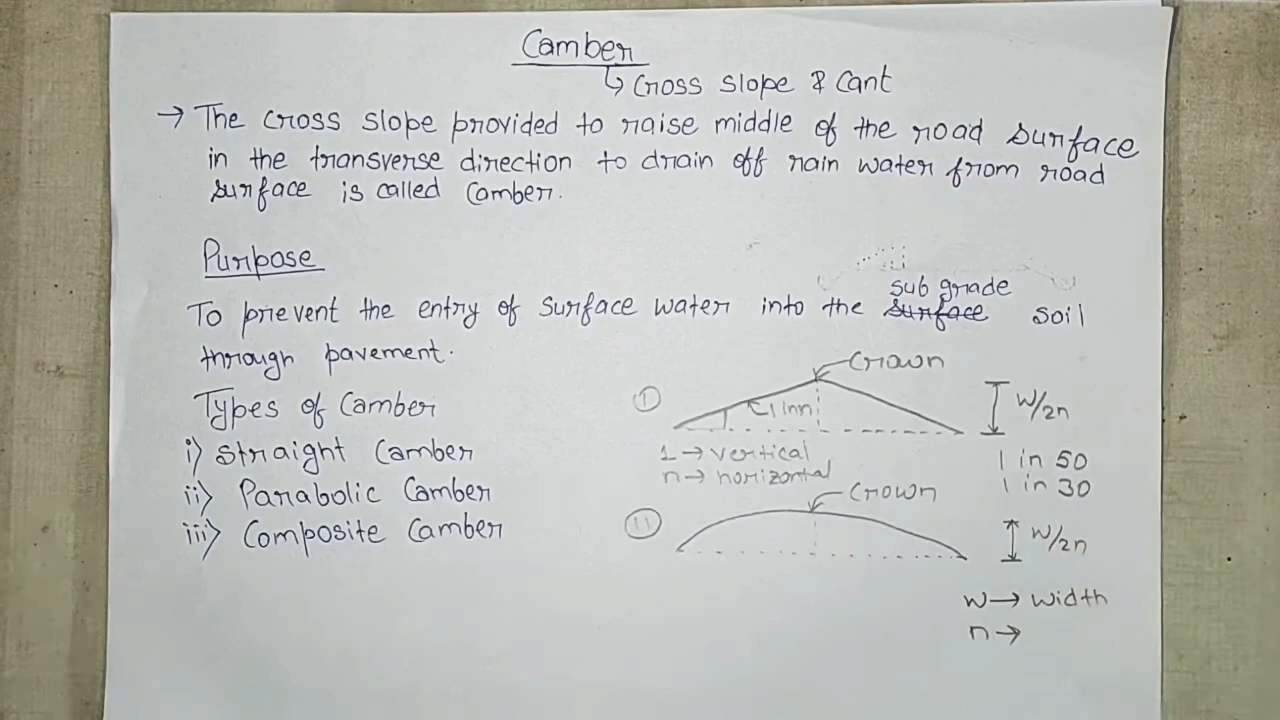 Camber
↳ Cross slope & Cant
→ The cross slope provided to raise middle of the road surface
in the transverse direction to drain off rain water from road
surface is called Camber.
Purpose
sub grade
To prevent the entry of surface water into the surface soil
through pavement.
Types of Camber
i) straight Camber
ii) Parabolic Camber
iii) Composite Camber
I
Crown
1 in n
W/2n
1 → vertical
n → horizontal
1 in 50
1 in 30
II
Crown
W/2n
W → width
n →